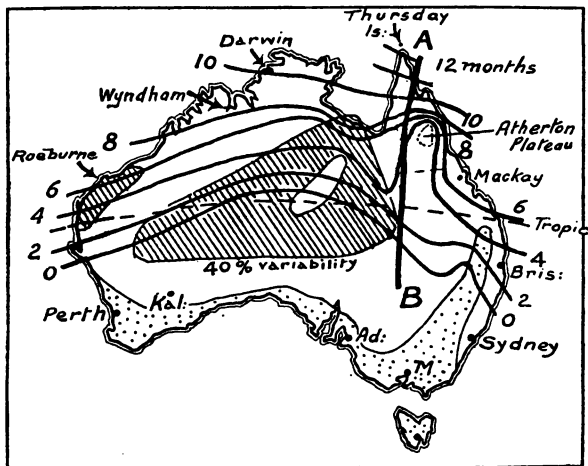 Thursday
Is:
Darwin
A
10
12 months
Wyndham
10
8
Atherton
Plateau
8
Roeburne
Mackay
6
6
4
Tropic
4
2
Bris:
0
40% variability
B
2
0
Kal:
Perth
Ad:
Sydney
M